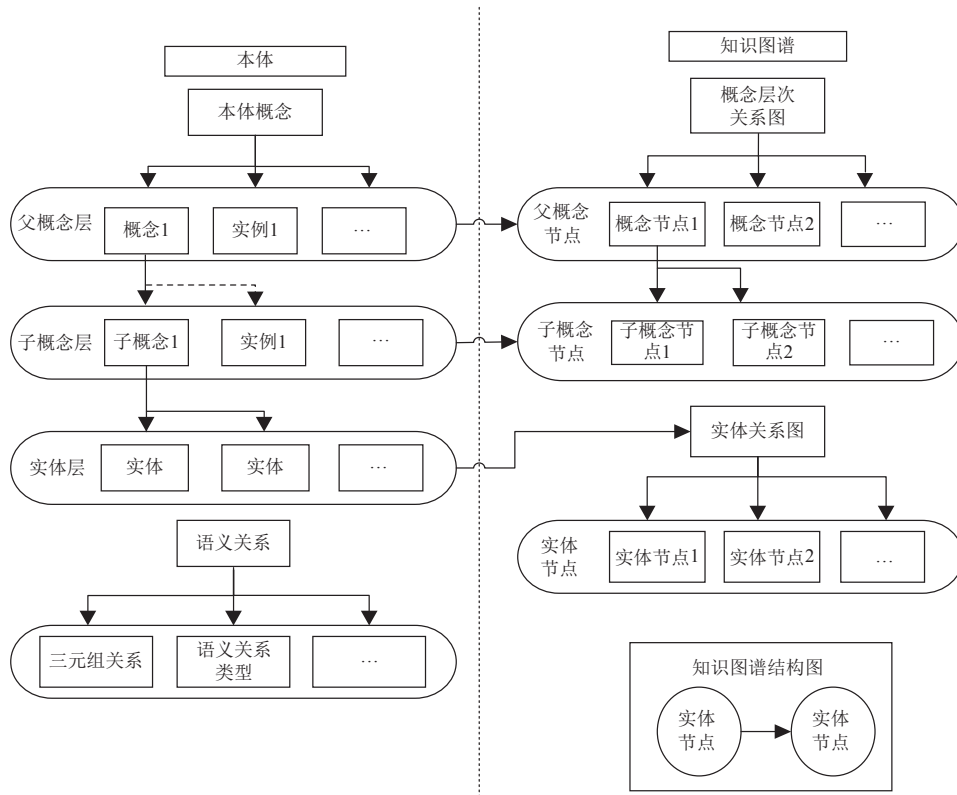 本体
本体概念
父概念层
概念1
实例1
…
子概念层
子概念1
实例1
…
实体层
实体
实体
…
语义关系
三元组关系
语义关系
类型
…
知识图谱
概念层次
关系图
父概念
节点
概念节点1
概念节点2
…
子概念
节点
子概念节
点1
子概念节
点2
…
实体关系图
实体
节点
实体节点1
实体节点2
…
知识图谱结构图
实体
节点
实体
节点